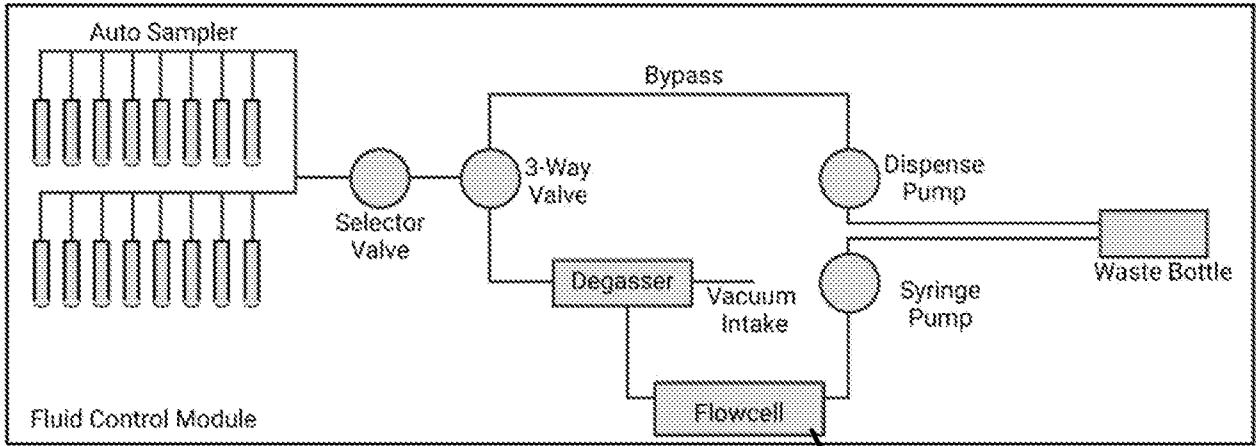 Auto Sampler
Bypass
3-Way
Valve
Dispense
Pump
Selector
Valve
Degasser
Vacuum
Intake
Syringe
Pump
Waste Bottle
Flowcell
Fluid Control Module